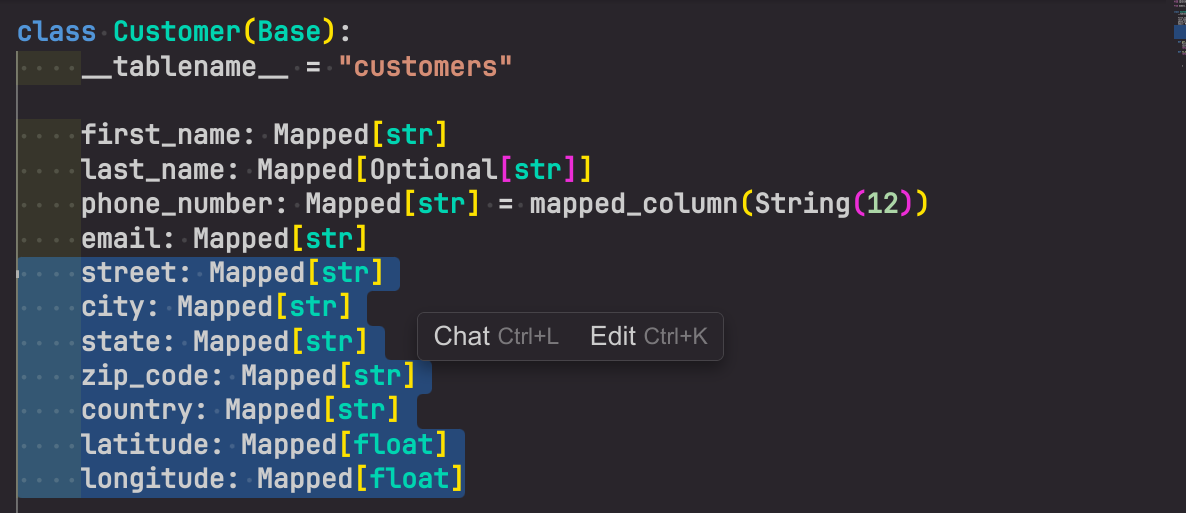 class Customer(Base):
    __tablename__ = "customers"

    first_name: Mapped[str]
    last_name: Mapped[Optional[str]]
    phone_number: Mapped[str] = mapped_column(String(12))
    email: Mapped[str]
    street: Mapped[str]
    city: Mapped[str]
    state: Mapped[str]
    zip_code: Mapped[str]
    country: Mapped[str]
    latitude: Mapped[float]
    longitude: Mapped[float]
Chat Ctrl+L Edit Ctrl+K